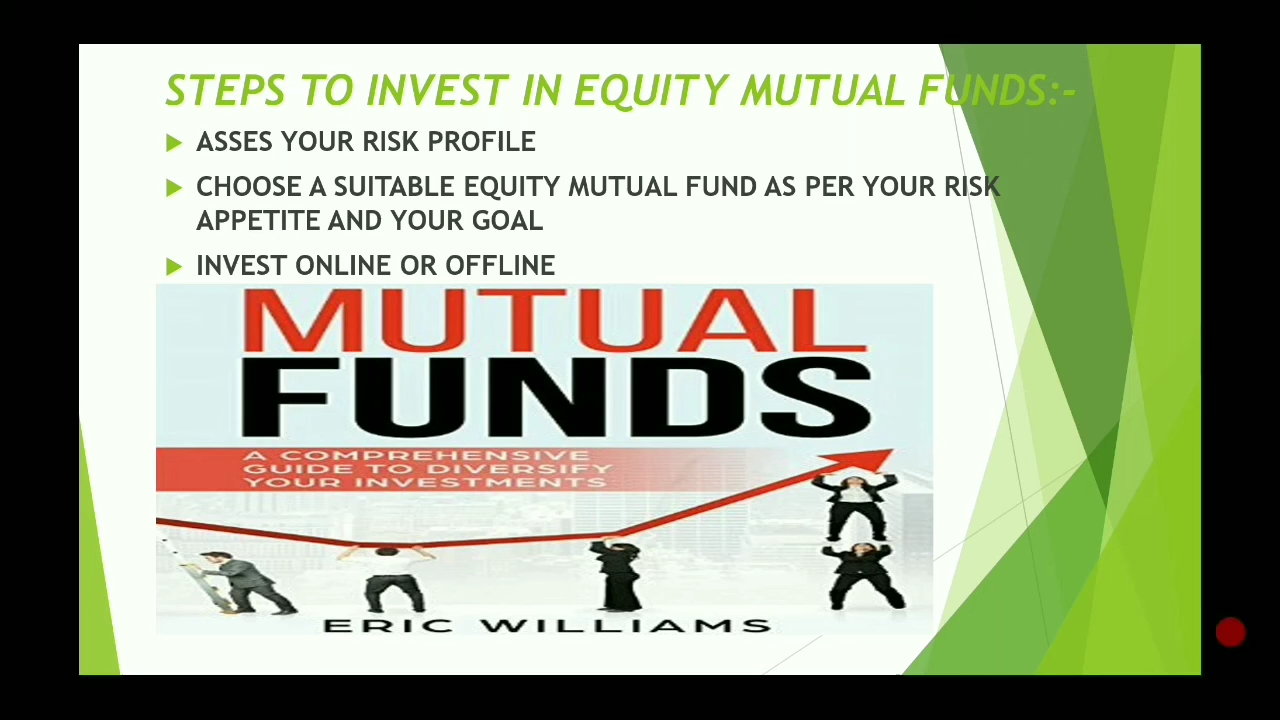 STEPS TO INVEST IN EQUITY MUTUAL FUNDS:-
ASSES YOUR RISK PROFILE
CHOOSE A SUITABLE EQUITY MUTUAL FUND AS PER YOUR RISK
APPETITE AND YOUR GOAL
INVEST ONLINE OR OFFLINE
MUTUAL
FUNDS
A COMPREHENSIVE
GUIDE TO DIVERSIFY
YOUR INVESTMENTS
ERIC WILLIAMS